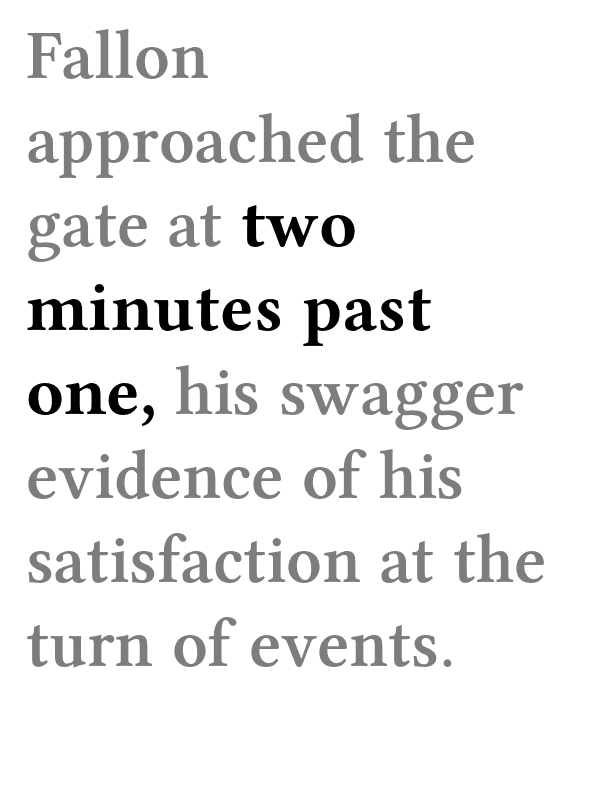 Fallon
approached the
gate at two
minutes past
one, his swagger
evidence of his
satisfaction at the
turn of events.